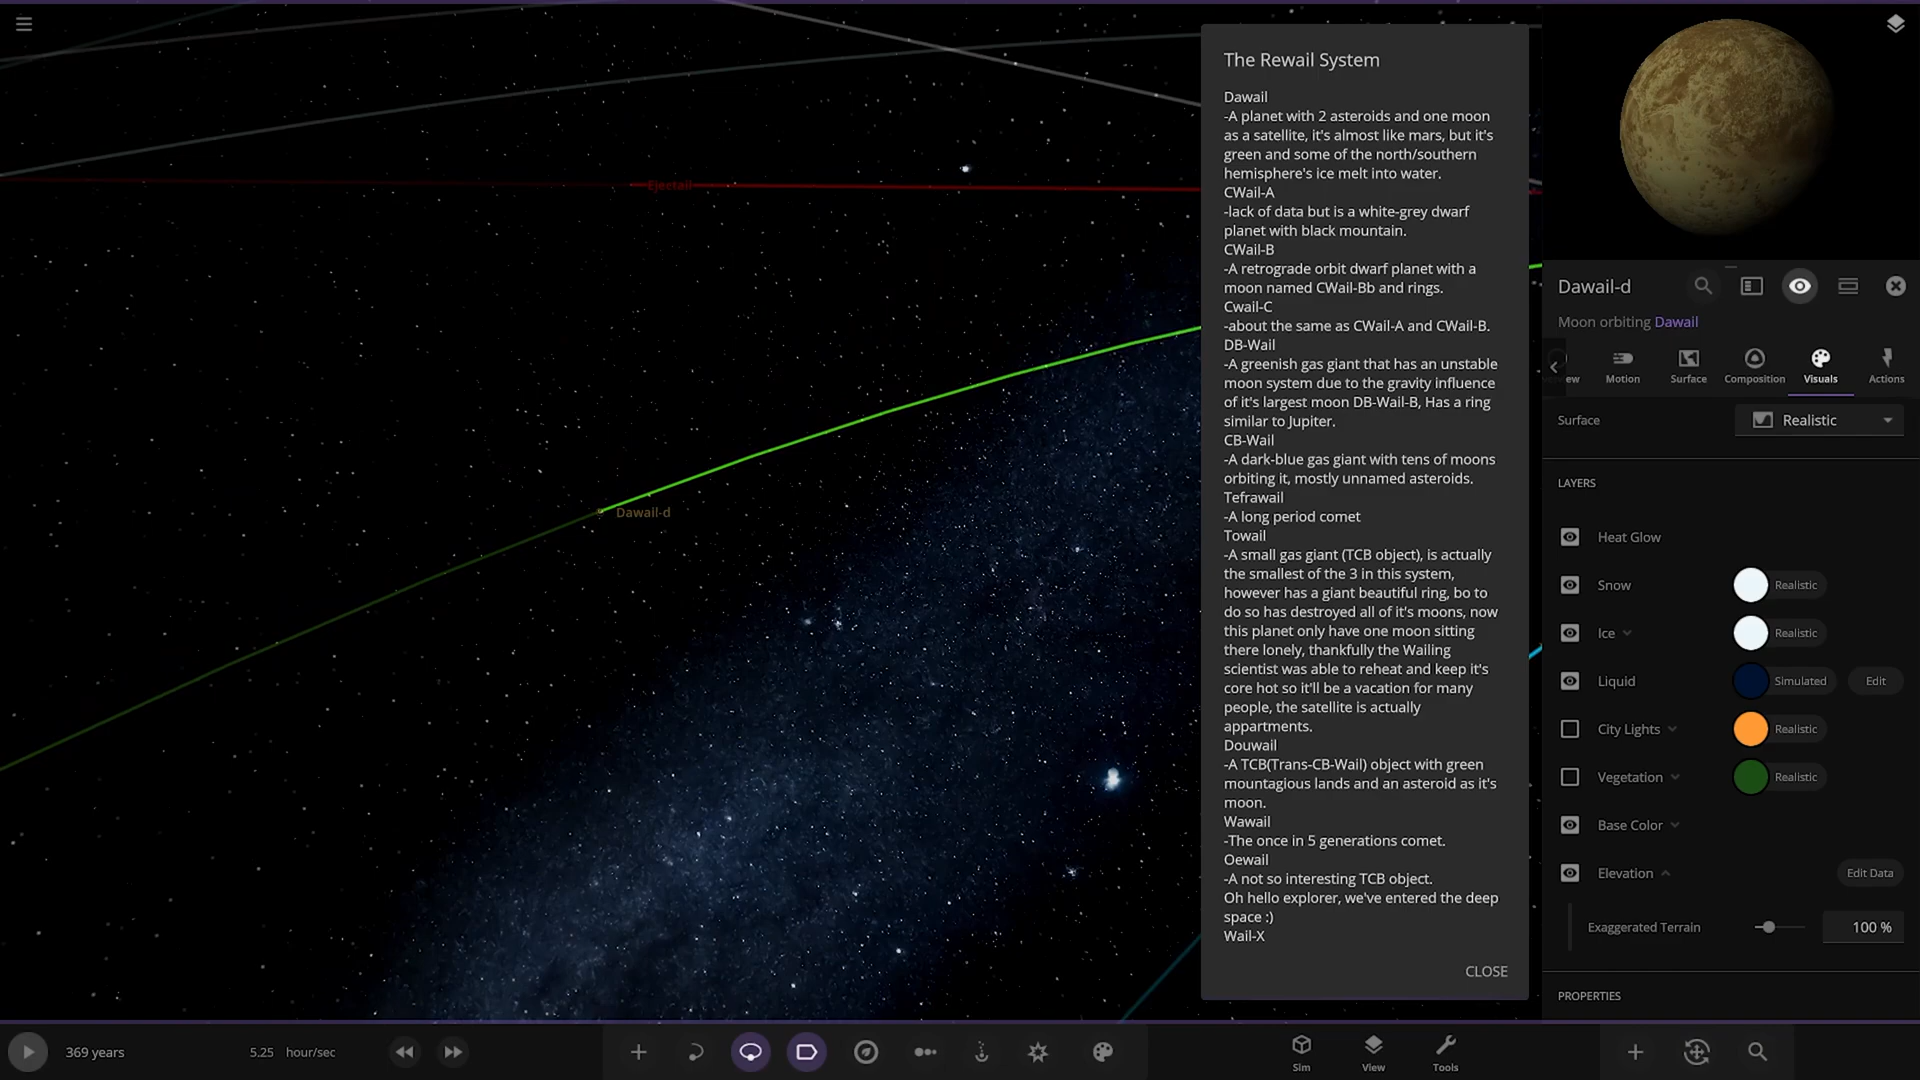 The Rewail System
Dawail
-A planet with 2 asteroids and one moon
as a satellite, it's almost like mars, but it's
green and some of the north/southern
hemisphere's ice melt into water.
CWail-A
-lack of data but is a white-grey dwarf
planet with black mountain.
CWail-B
-A retrograde orbit dwarf planet with a
moon named CWail-Bb and rings.
Cwail-C
-about the same as CWail-A and CWail-B.
DB-Wail
-A greenish gas giant that has an unstable
moon system due to the gravity influence
of it's largest moon DB-Wail-B, Has a ring
similar to Jupiter.
CB-Wail
-A dark-blue gas giant with tens of moons
orbiting it, mostly unnamed asteroids.
Tefrawail
-A long period comet
Towail
-A small gas giant (TCB object), is actually
the smallest of the 3 in this system,
however has a giant beautiful ring, bo to
do so has destroyed all of it's moons, now
this planet only have one moon sitting
there lonely, thankfully the Wailing
scientist was able to reheat and keep it's
core hot so it'll be a vacation for many
people, the satellite is actually
appartments.
Douwail
-A TCB(Trans-CB-Wail) object with green
mountagious lands and an asteroid as it's
moon.
Wawail
-The once in 5 generations comet.
Oewail
-A not so interesting TCB object.
Oh hello explorer, we've entered the deep
space :)
Wail-X
CLOSE
Ejectail
Dawail-d
Dawail-d
Moon orbiting Dawail
ew
Motion
Surface
Composition
Visuals
Actions
Surface
Realistic
LAYERS
Heat Glow
Snow
Realistic
Ice
Realistic
Liquid
Simulated
Edit
City Lights
Realistic
Vegetation
Realistic
Base Color
Elevation
Edit Data
Exaggerated Terrain
100 %
PROPERTIES
369 years
5.25
hour/sec
Sim
View
Tools